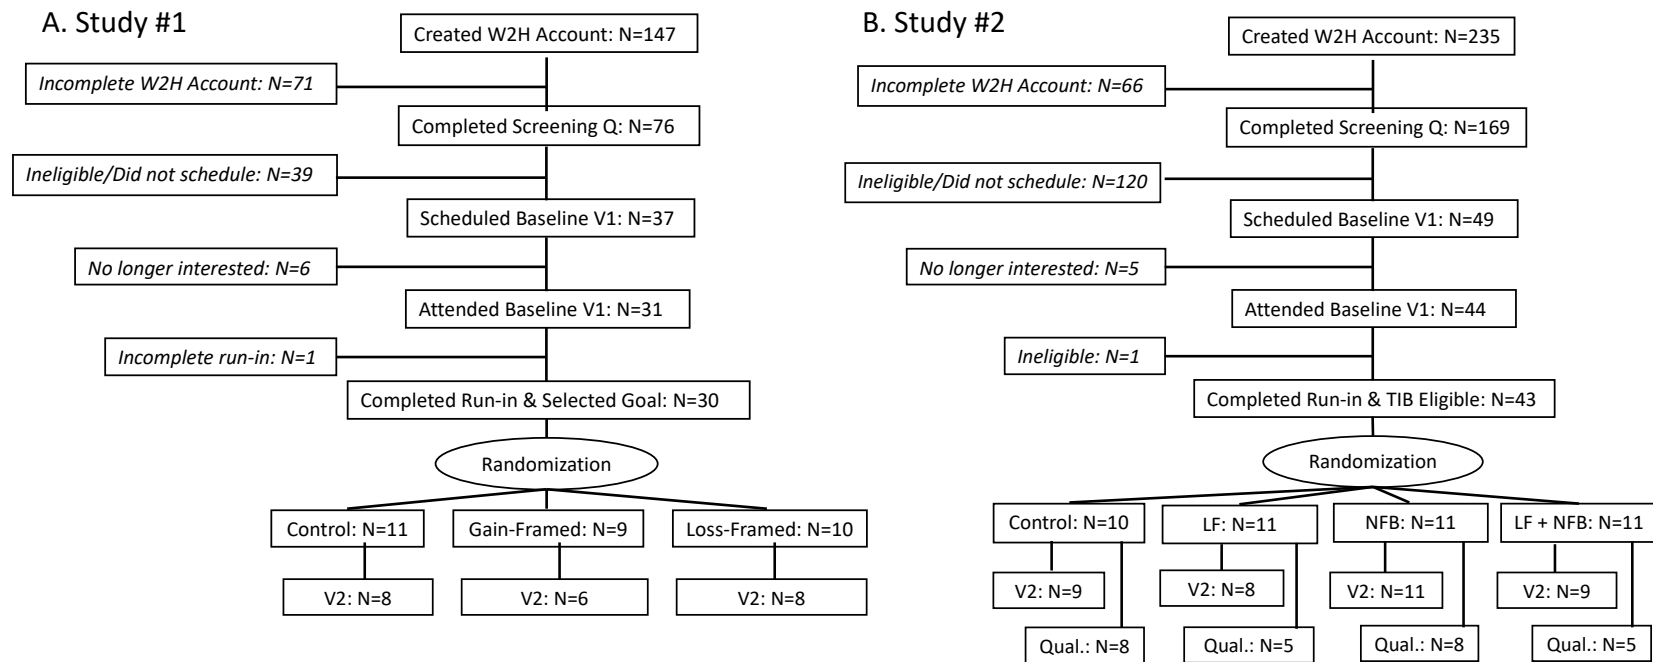 A. Study #1
Created W2H Account: N=147
Incomplete W2H Account: N=71
Completed Screening Q: N=76
Ineligible/Did not schedule: N=39
Scheduled Baseline V1: N=37
No longer interested: N=6
Attended Baseline V1: N=31
Incomplete run-in: N=1
Completed Run-in & Selected Goal: N=30
Randomization
Control: N=11
Gain-Framed: N=9
Loss-Framed: N=10
V2: N=8
V2: N=6
V2: N=8
B. Study #2
Created W2H Account: N=235
Incomplete W2H Account: N=66
Completed Screening Q: N=169
Ineligible/Did not schedule: N=120
Scheduled Baseline V1: N=49
No longer interested: N=5
Attended Baseline V1: N=44
Ineligible: N=1
Completed Run-in & TIB Eligible: N=43
Randomization
Control: N=10
LF: N=11
NFB: N=11
LF + NFB: N=11
V2: N=9
V2: N=8
V2: N=11
V2: N=9
Qual.: N=8
Qual.: N=5
Qual.: N=8
Qual.: N=5